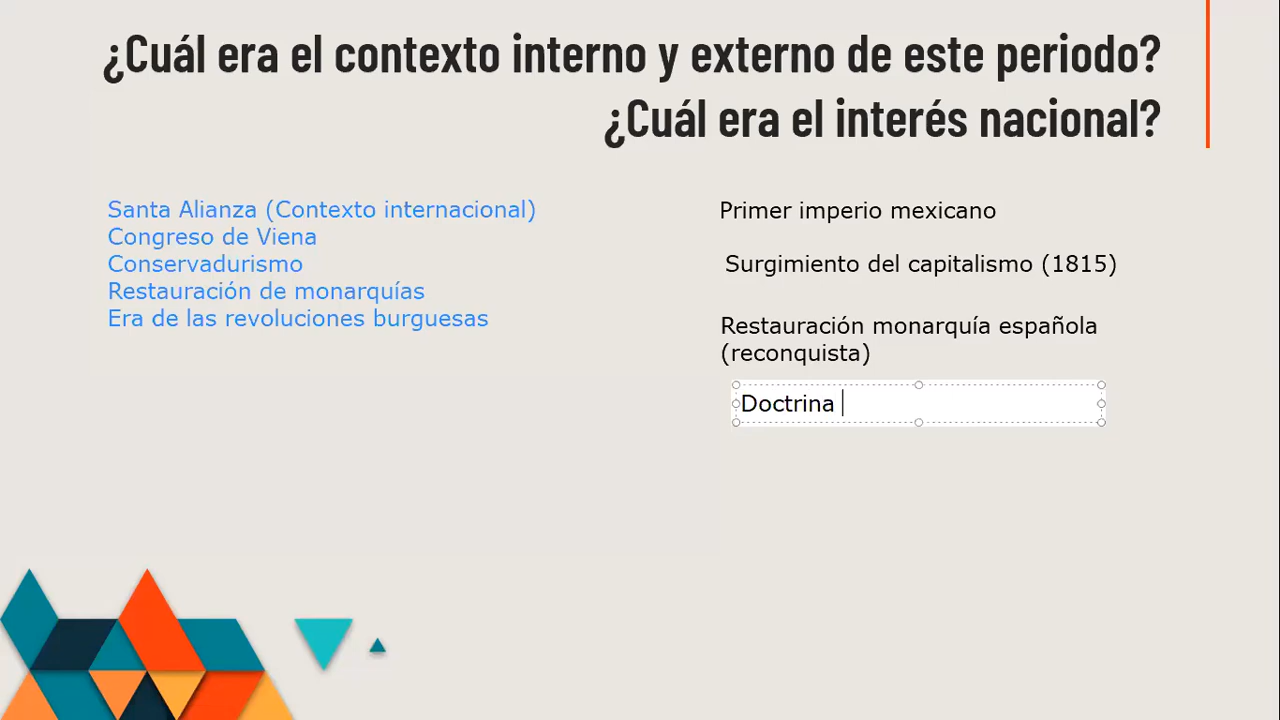 ¿Cuál era el contexto interno y externo de este periodo?
¿Cuál era el interés nacional?
Santa Alianza (Contexto internacional)
Congreso de Viena
Conservadurismo
Restauración de monarquías
Era de las revoluciones burguesas
Primer imperio mexicano
Surgimiento del capitalismo (1815)
Restauración monarquía española
(reconquista)
Doctrina